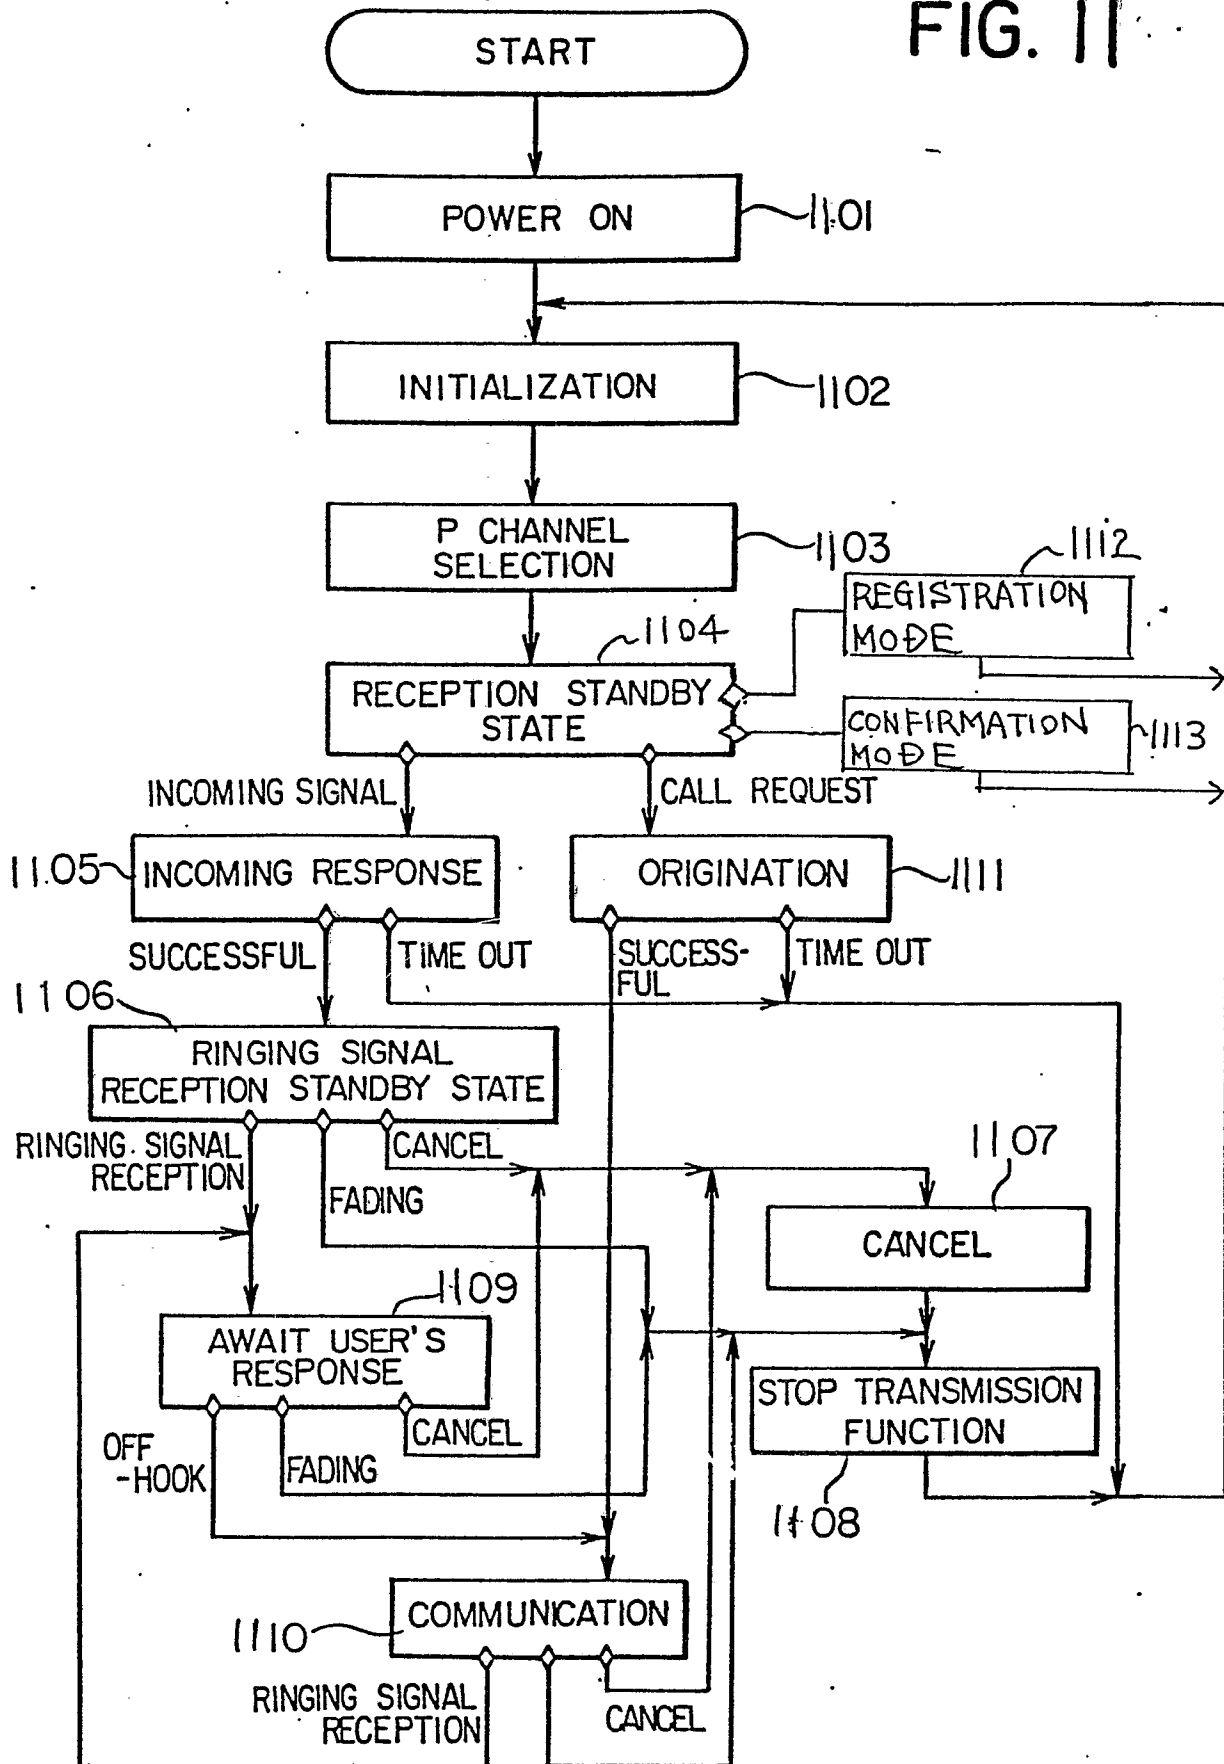 FIG. 11
START
POWER ON
1101
INITIALIZATION
1102
P CHANNEL
SELECTION
1103
1112
REGISTRATION
MODE
1104
RECEPTION STANDBY
STATE
CONFIRMATION
MODE
1113
INCOMING SIGNAL
CALL REQUEST
1105
INCOMING RESPONSE
ORIGINATION
1111
SUCCESSFUL
TIME OUT
SUCCESS-
FUL
TIME OUT
1106
RINGING SIGNAL
RECEPTION STANDBY STATE
RINGING SIGNAL
RECEPTION
CANCEL
FADING
1107
CANCEL
1109
AWAIT USER'S
RESPONSE
STOP TRANSMISSION
FUNCTION
OFF
-HOOK
FADING
CANCEL
1108
COMMUNICATION
1110
RINGING SIGNAL
RECEPTION
CANCEL